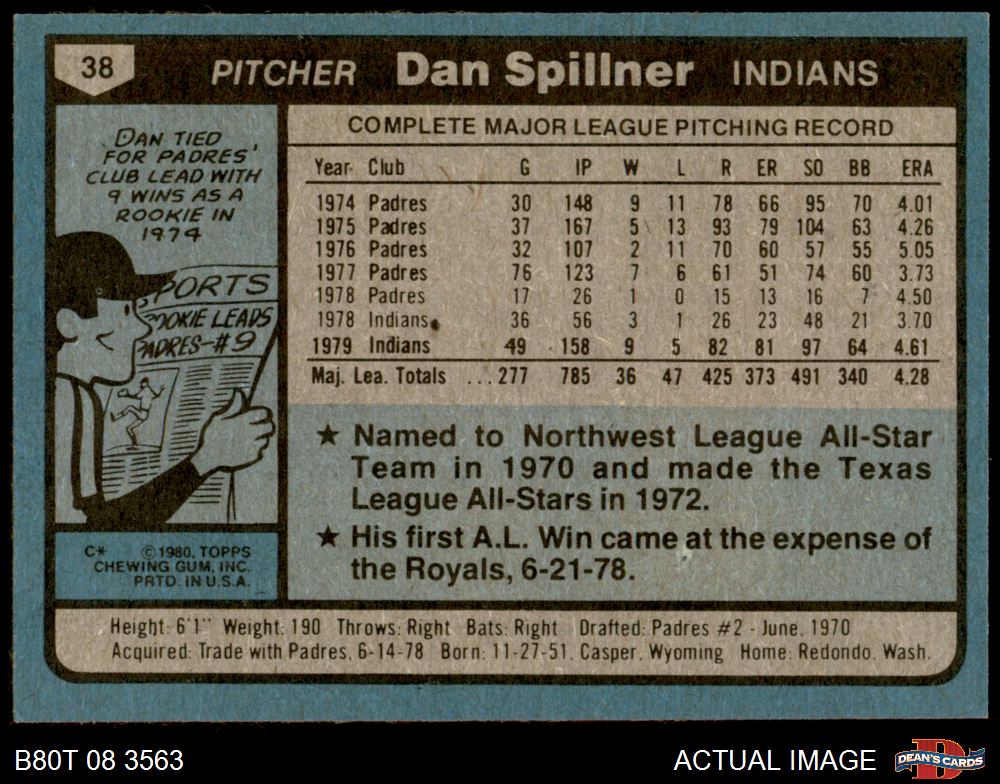 38 PITCHER Dan Spillner INDIANS
DAN TIED
FOR PADRES'
CLUB LEAD WITH
9 WINS AS A
ROOKIE IN
1974
SPORTS
ROOKIE LEADS
PADRES-#9
C* © 1980, TOPPS
CHEWING GUM, INC.
PRTD. IN U.S.A.
COMPLETE MAJOR LEAGUE PITCHING RECORD
Year Club G IP W L R ER SO BB ERA
1974 Padres 30 148 9 11 78 66 95 70 4.01
1975 Padres 37 167 5 13 93 79 104 63 4.26
1976 Padres 32 107 2 11 70 60 57 55 5.05
1977 Padres 76 123 7 6 61 51 74 60 3.73
1978 Padres 17 26 1 0 15 13 16 7 4.50
1978 Indians 36 56 3 1 26 23 48 21 3.70
1979 Indians 49 158 9 5 82 81 97 64 4.61
Maj. Lea. Totals ...277 785 36 47 425 373 491 340 4.28
★ Named to Northwest League All-Star
Team in 1970 and made the Texas
League All-Stars in 1972.
★ His first A.L. Win came at the expense of
the Royals, 6-21-78.
Height: 6'1" Weight: 190 Throws: Right Bats: Right Drafted: Padres #2 - June, 1970
Acquired: Trade with Padres, 6-14-78 Born: 11-27-51, Casper, Wyoming Home: Redondo, Wash.
B80T 08 3563 ACTUAL IMAGE DEAN'S CARDS